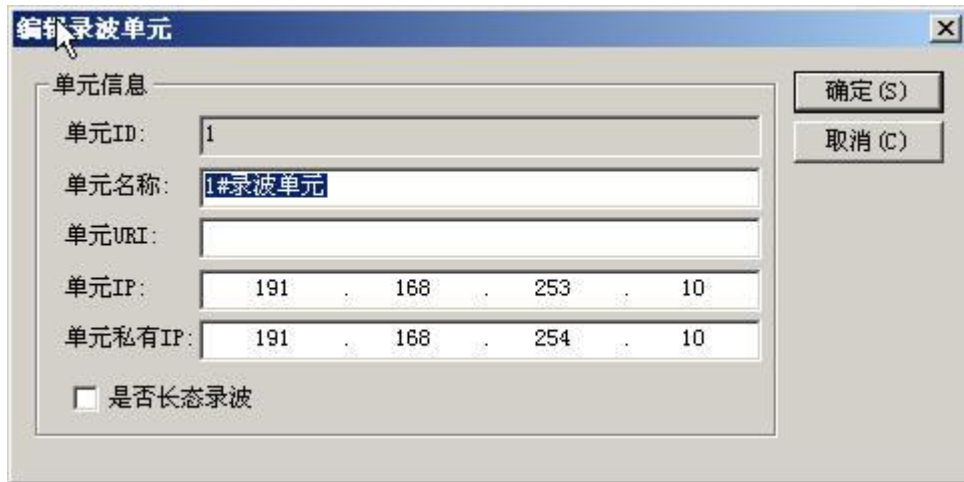 编辑录波单元
单元信息
确定(S)
单元ID: 1
取消(C)
单元名称: 1#录波单元
单元URI:
单元IP: 191 . 168 . 253 . 10
单元私有IP: 191 . 168 . 254 . 10
是否长态录波